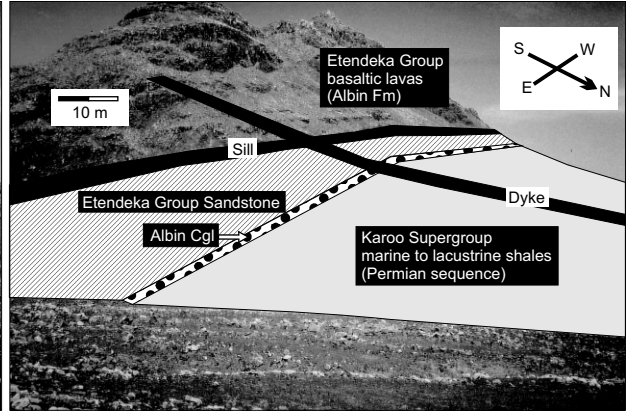 Etendeka Group
basaltic lavas
(Albin Fm)
S
W
E
N
10 m
Sill
Etendeka Group Sandstone
Dyke
Albin Cgl
Karoo Supergroup
marine to lacustrine shales
(Permian sequence)